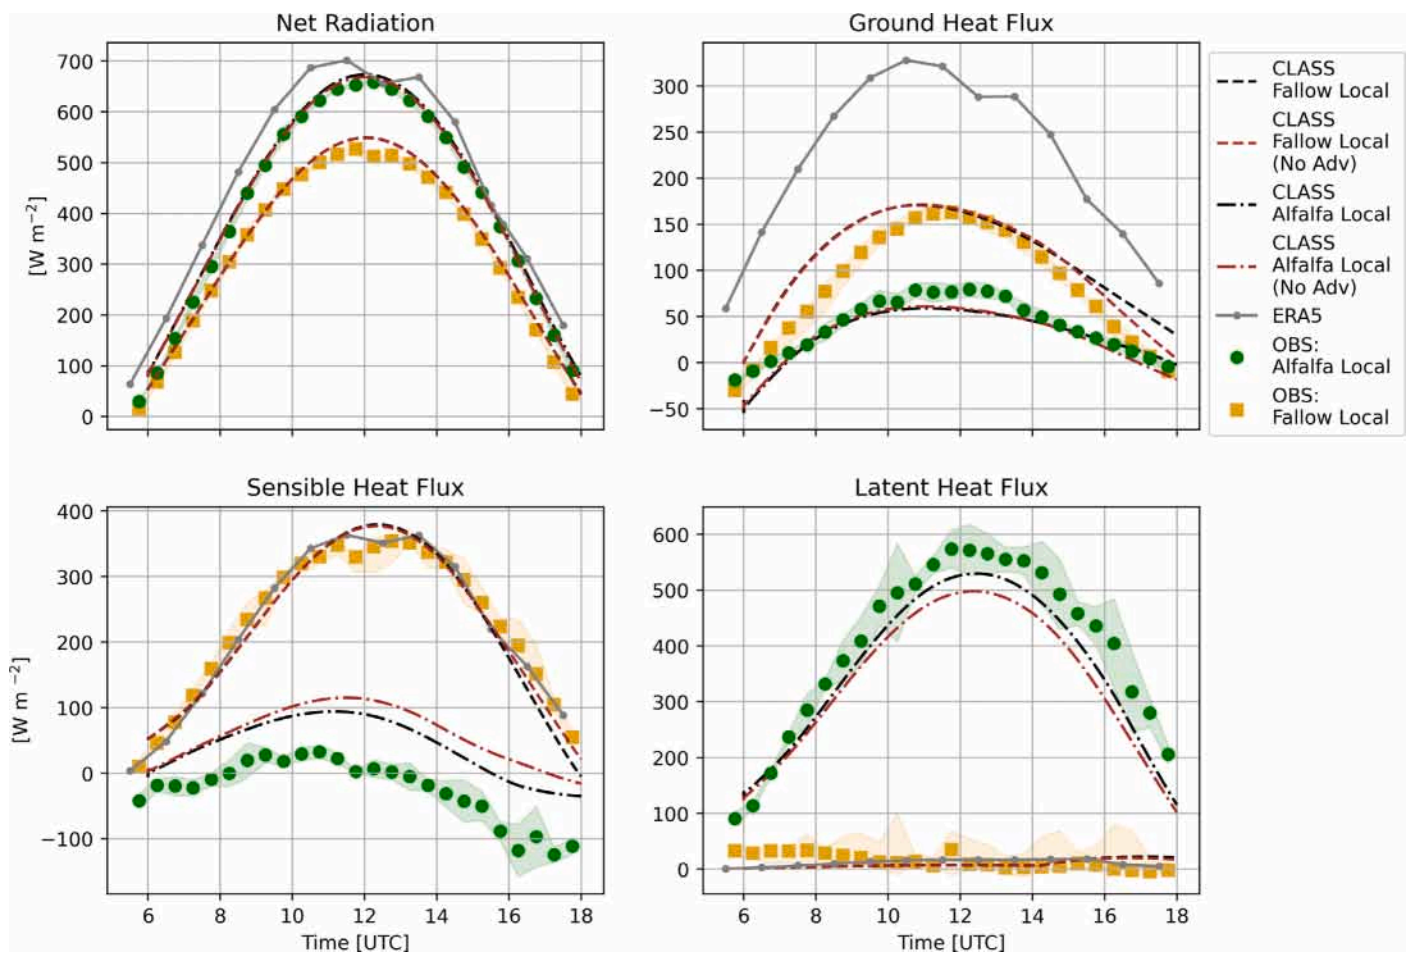 Net Radiation
700
600
500
400
300
200
100
0
[W m⁻²]
Ground Heat Flux
300
250
200
150
100
50
0
−50
CLASS
Fallow Local
CLASS
Fallow Local
(No Adv)
CLASS
Alfalfa Local
CLASS
Alfalfa Local
(No Adv)
ERA5
OBS:
Alfalfa Local
OBS:
Fallow Local
Sensible Heat Flux
400
300
200
100
0
−100
[W m⁻²]
6 8 10 12 14 16 18
Time [UTC]
Latent Heat Flux
600
500
400
300
200
100
0
6 8 10 12 14 16 18
Time [UTC]